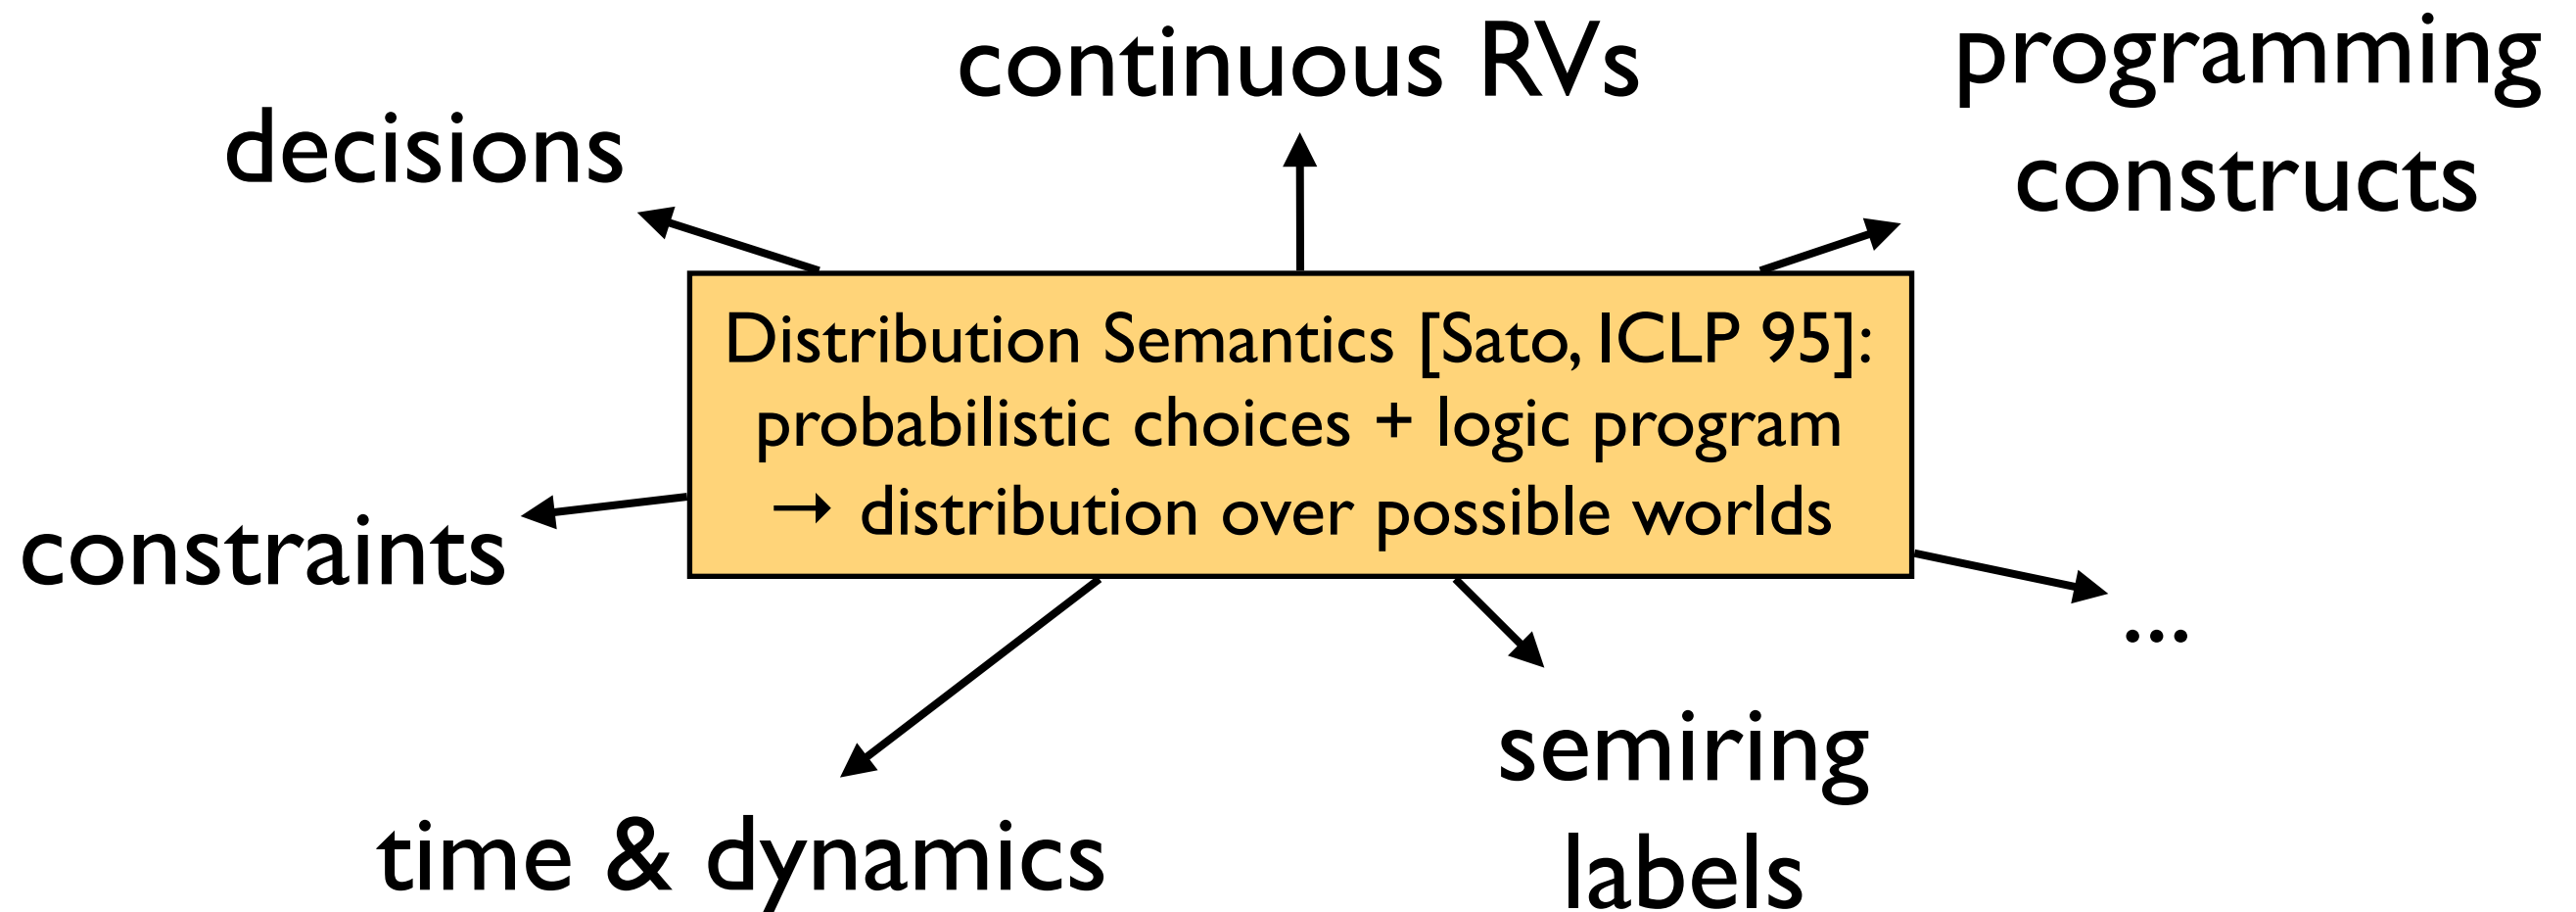 continuous RVs
programming
constructs
decisions
Distribution Semantics [Sato, ICLP 95]:
probabilistic choices + logic program
→ distribution over possible worlds
constraints
...
semiring
labels
time & dynamics